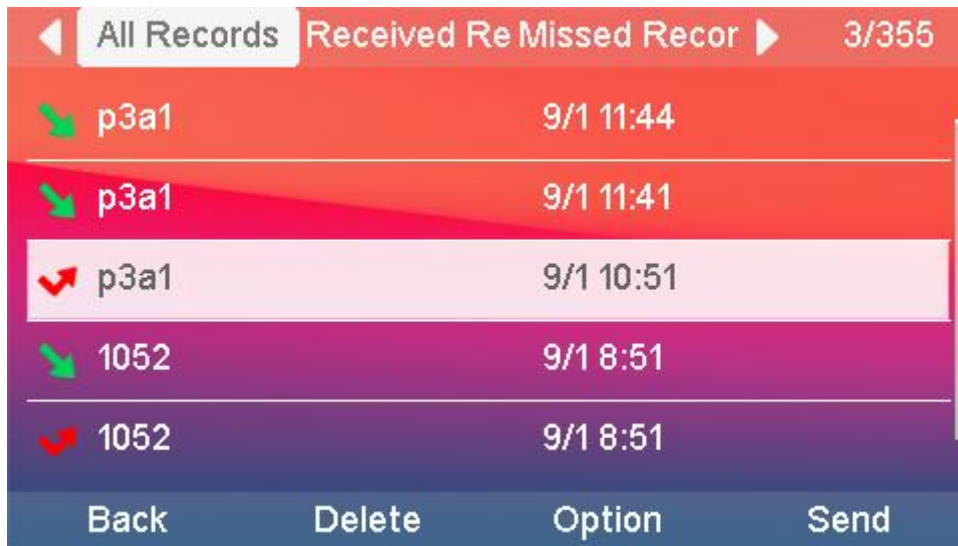 All Records Received Re Missed Recor 3/355
p3a1 9/1 11:44
p3a1 9/1 11:41
p3a1 9/1 10:51
1052 9/1 8:51
1052 9/1 8:51
Back Delete Option Send